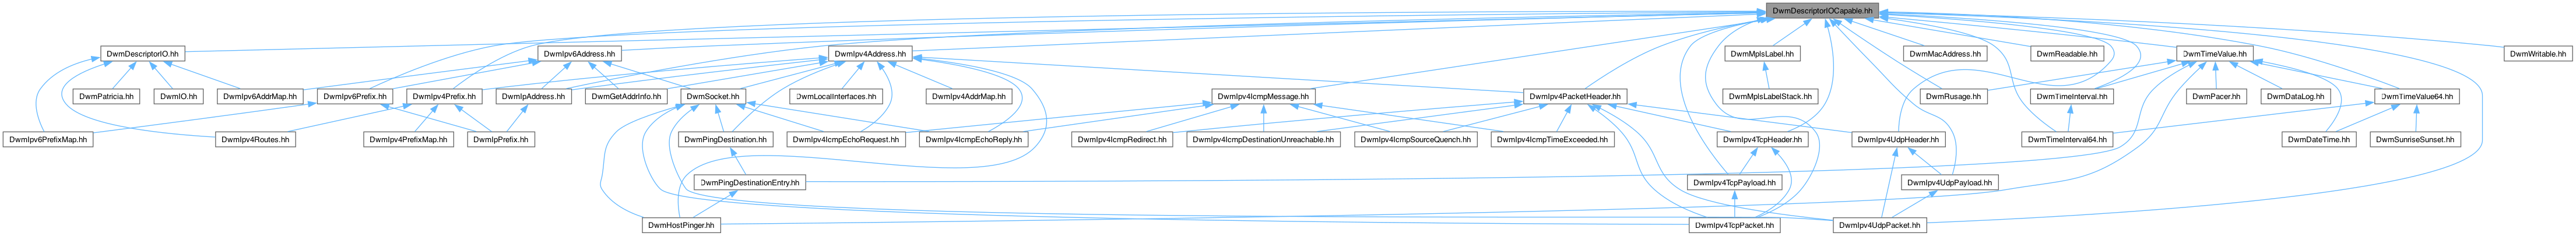 DwmDescriptorIOCapable.hh
DwmDescriptorIO.hh
DwmIpv6Address.hh
DwmIpv4Address.hh
DwmMplsLabel.hh
DwmMacAddress.hh
DwmReadable.hh
DwmTimeValue.hh
DwmWritable.hh
DwmPatricia.hh
DwmIO.hh
DwmIpv6AddrMap.hh
DwmIpv6Prefix.hh
DwmIpv4Prefix.hh
DwmIpAddress.hh
DwmGetAddrInfo.hh
DwmSocket.hh
DwmLocalInterfaces.hh
DwmIpv4AddrMap.hh
DwmIpv4IcmpMessage.hh
DwmIpv4PacketHeader.hh
DwmMplsLabelStack.hh
DwmRusage.hh
DwmTimeInterval.hh
DwmPacer.hh
DwmDataLog.hh
DwmTimeValue64.hh
DwmIpv6PrefixMap.hh
DwmIpv4Routes.hh
DwmIpv4PrefixMap.hh
DwmIpPrefix.hh
DwmPingDestination.hh
DwmIpv4IcmpEchoRequest.hh
DwmIpv4IcmpEchoReply.hh
DwmIpv4IcmpRedirect.hh
DwmIpv4IcmpDestinationUnreachable.hh
DwmIpv4IcmpSourceQuench.hh
DwmIpv4IcmpTimeExceeded.hh
DwmIpv4TcpHeader.hh
DwmIpv4UdpHeader.hh
DwmTimeInterval64.hh
DwmDateTime.hh
DwmSunriseSunset.hh
DwmPingDestinationEntry.hh
DwmIpv4TcpPayload.hh
DwmIpv4UdpPayload.hh
DwmHostPinger.hh
DwmIpv4TcpPacket.hh
DwmIpv4UdpPacket.hh